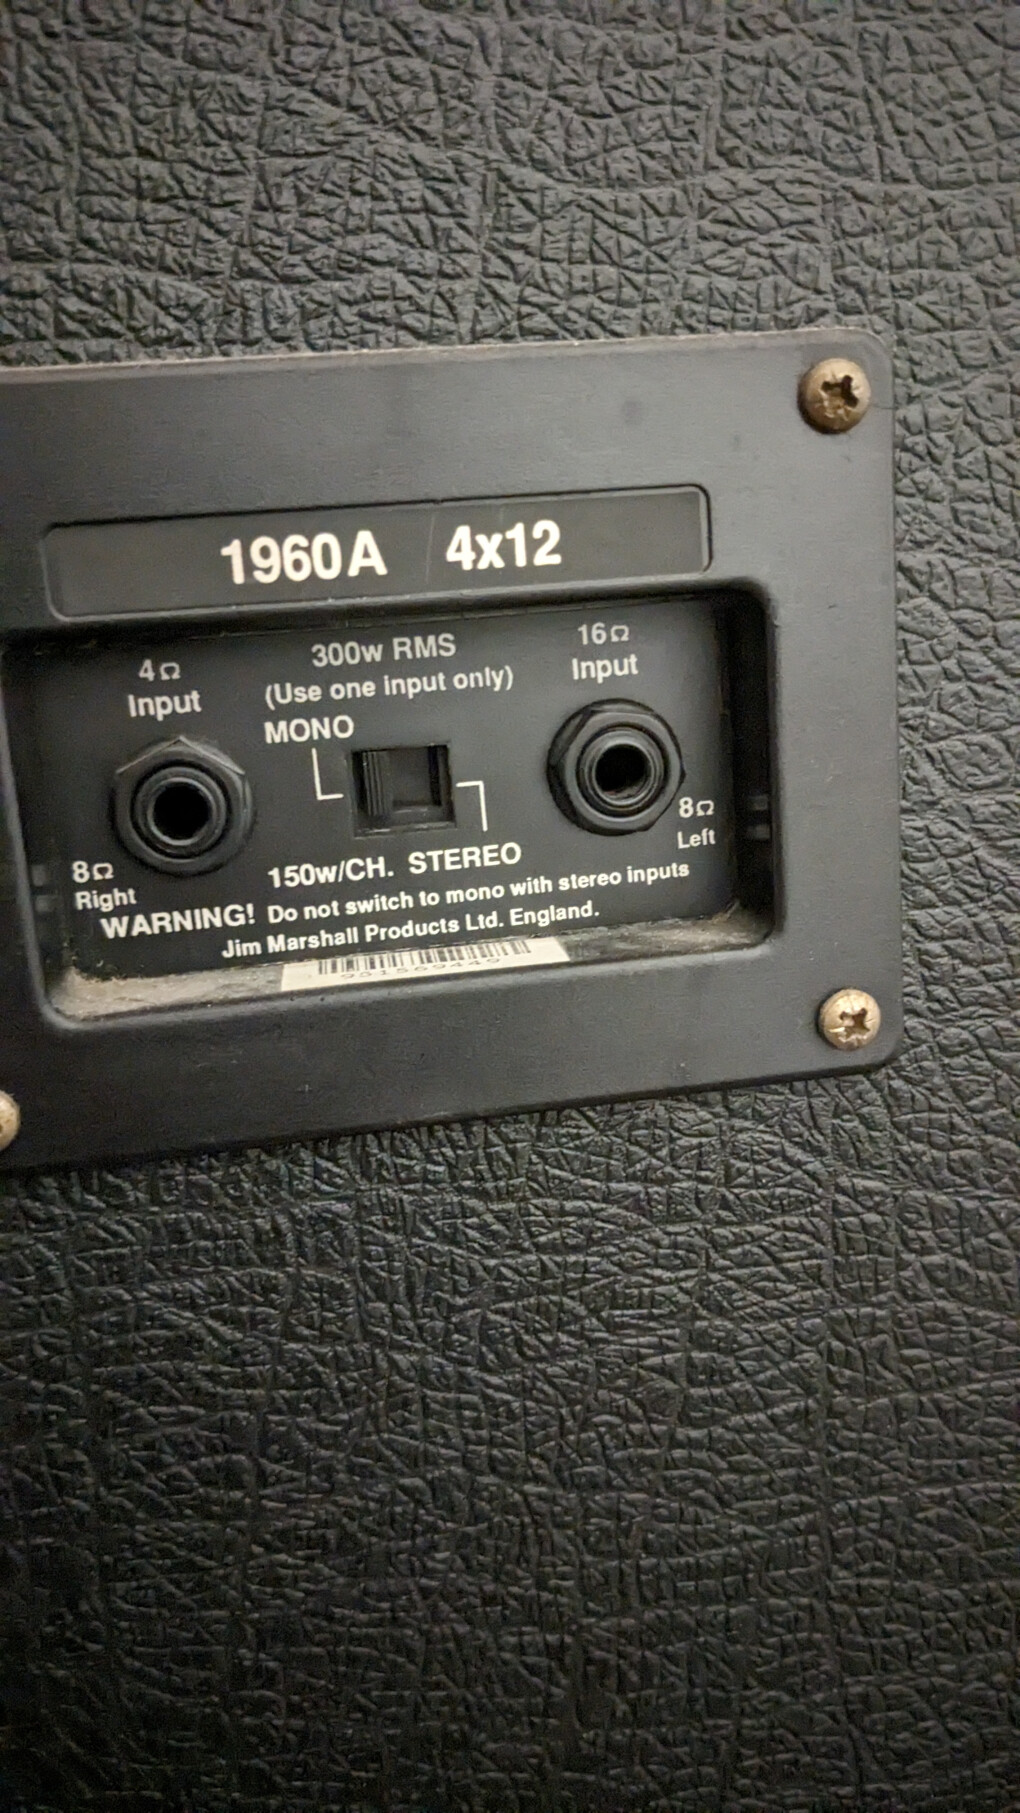 1960A 4x12
4Ω Input
300w RMS
(Use one input only)
16Ω Input
MONO
8Ω Right
8Ω Left
150w/CH. STEREO
WARNING! Do not switch to mono with stereo inputs
Jim Marshall Products Ltd. England.